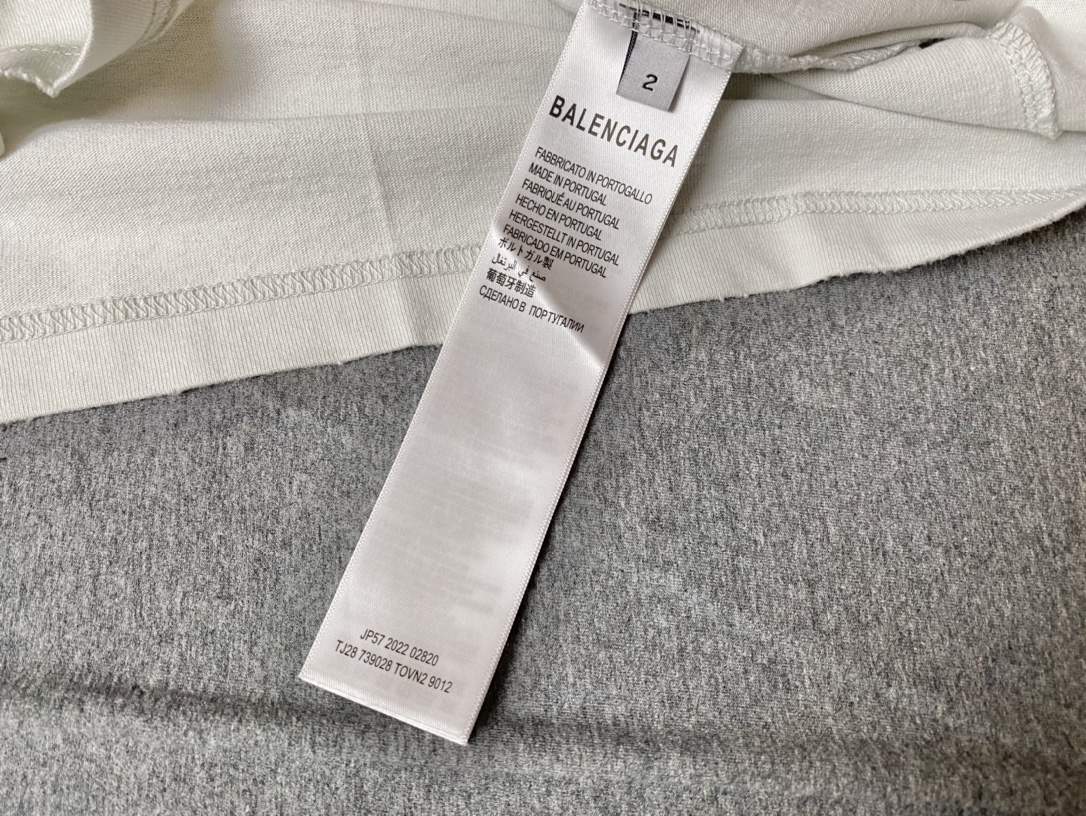 2
BALENCIAGA
FABBRICATO IN PORTOGALLO
MADE IN PORTUGAL
FABRIQUÉ AU PORTUGAL
HECHO EN PORTUGAL
HERGESTELLT IN PORTUGAL
FABRICADO EM PORTUGAL
ポルトガル製
صنع في البرتغال
葡萄牙制造
СДЕЛАНО В ПОРТУГАЛИИ
JP57 2022 02820
TJ28 739028 TOVN2 9012